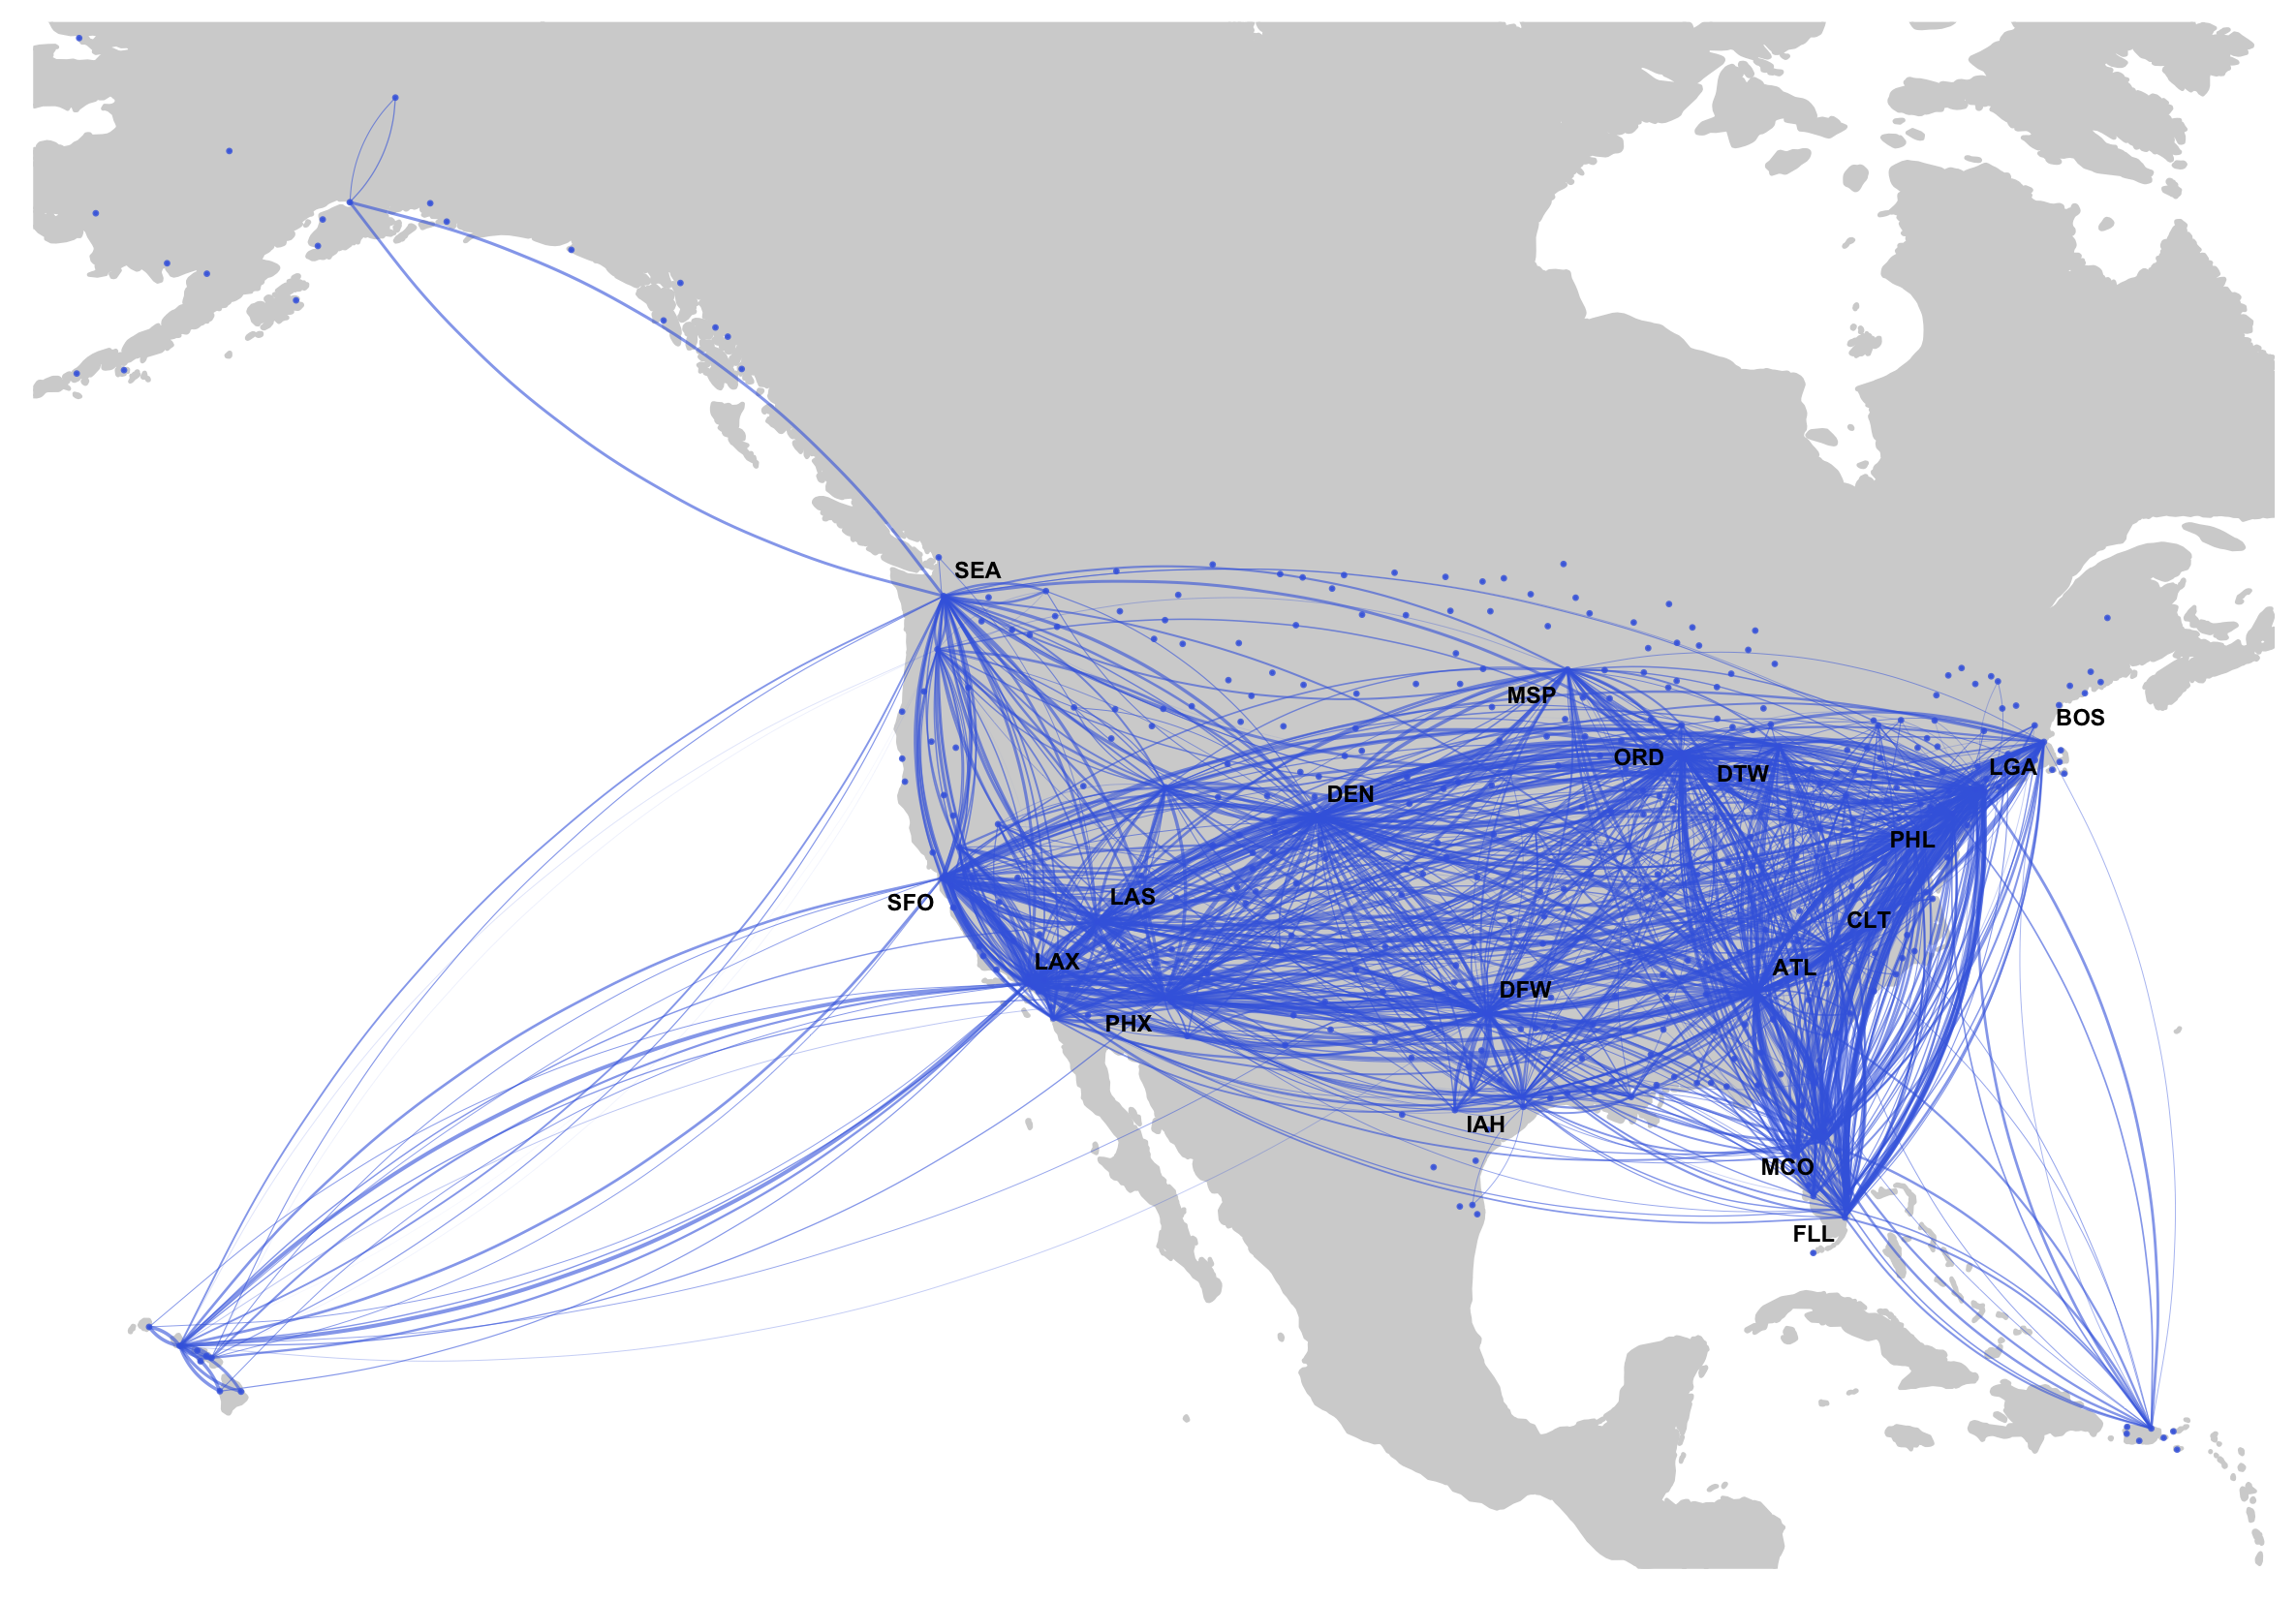 SEA
MSP
BOS
ORD
LGA
DTW
DEN
PHL
LAS
SFO
CLT
LAX
ATL
DFW
PHX
IAH
MCO
FLL